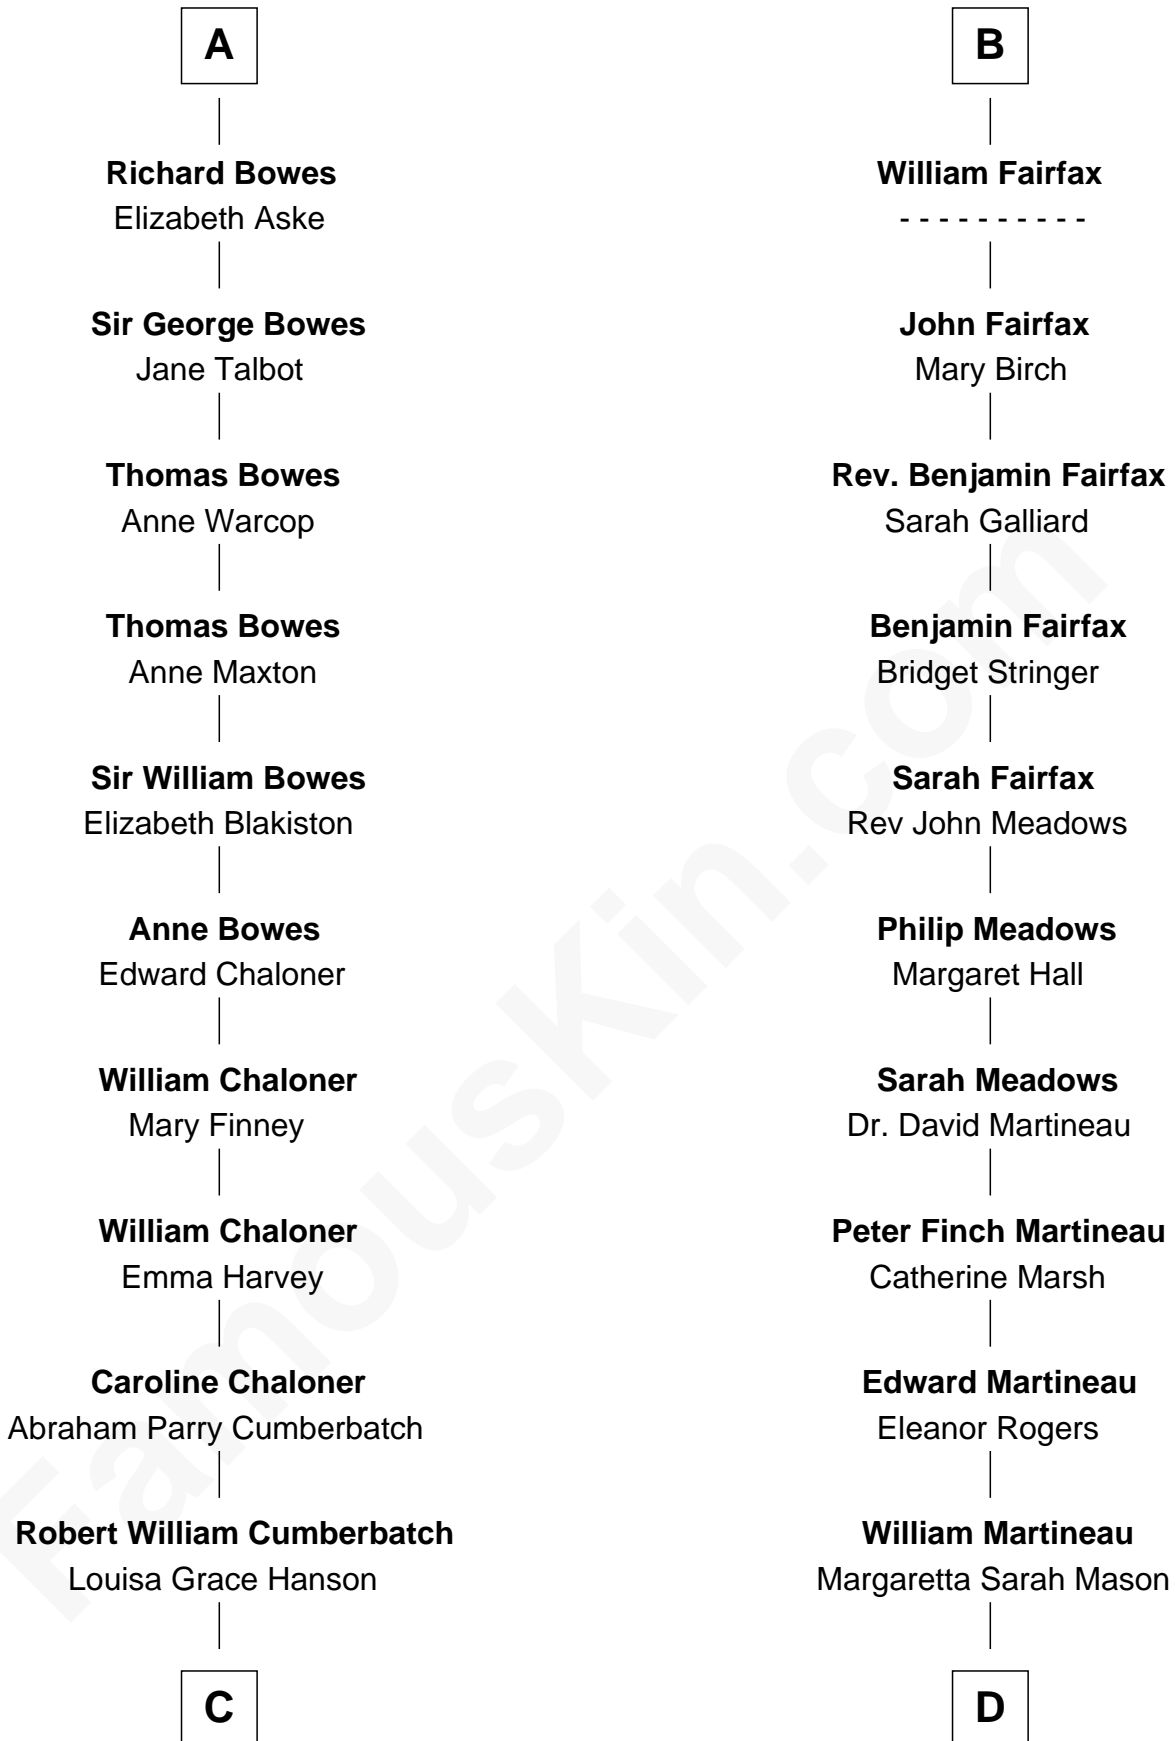 A
Richard Bowes
Elizabeth Aske
Sir George Bowes
Jane Talbot
Thomas Bowes
Anne Warcop
Thomas Bowes
Anne Maxton
Sir William Bowes
Elizabeth Blakiston
Anne Bowes
Edward Chaloner
William Chaloner
Mary Finney
William Chaloner
Emma Harvey
Caroline Chaloner
Abraham Parry Cumberbatch
Robert William Cumberbatch
Louisa Grace Hanson
C
B
William Fairfax
- - - - - - - - - -
John Fairfax
Mary Birch
Rev. Benjamin Fairfax
Sarah Galliard
Benjamin Fairfax
Bridget Stringer
Sarah Fairfax
Rev John Meadows
Philip Meadows
Margaret Hall
Sarah Meadows
Dr. David Martineau
Peter Finch Martineau
Catherine Marsh
Edward Martineau
Eleanor Rogers
William Martineau
Margaretta Sarah Mason
D
FamousKin.com